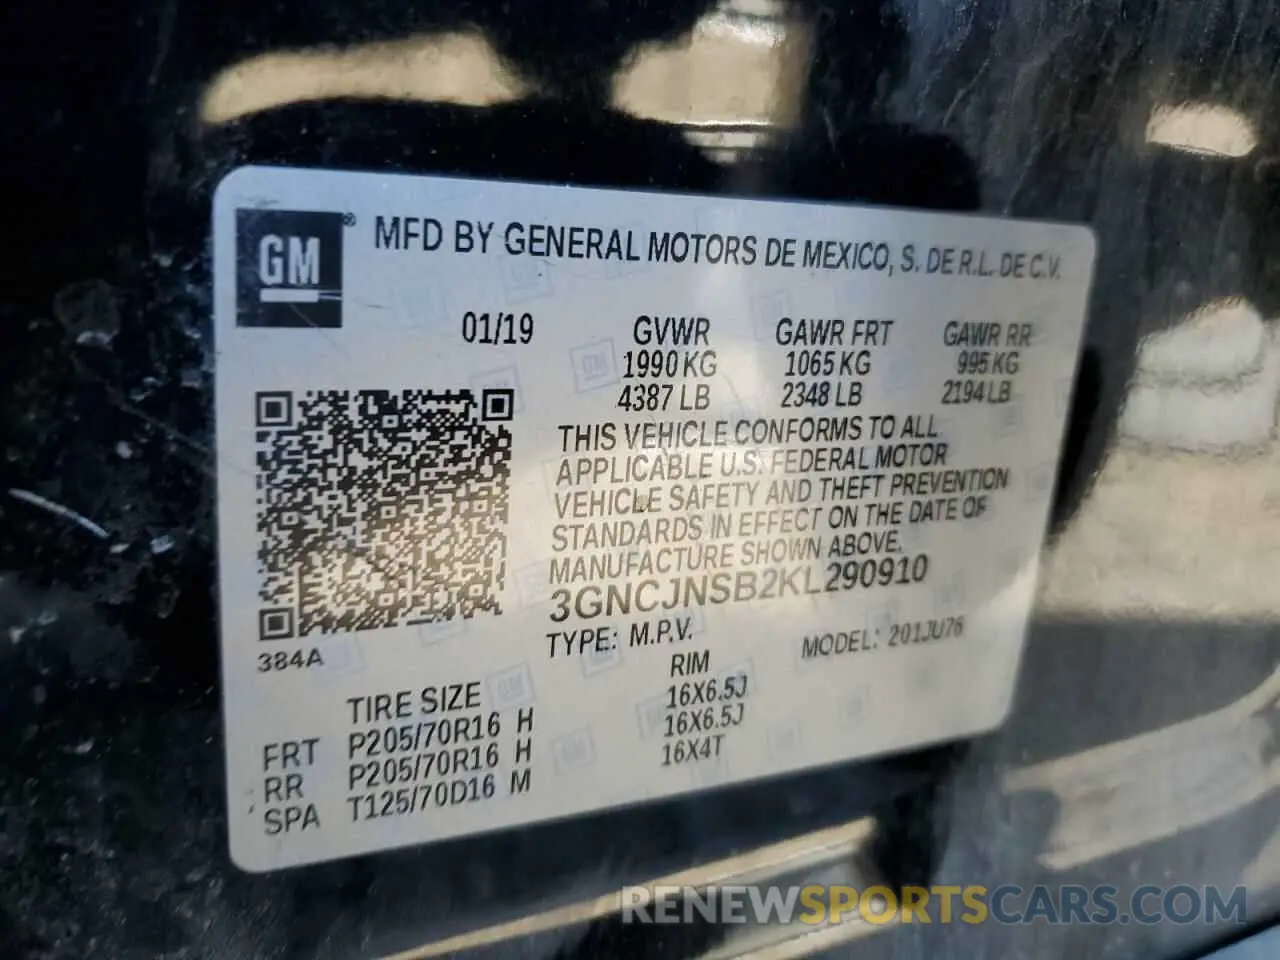 GM® MFD BY GENERAL MOTORS DE MEXICO, S. DE R.L. DE C.V.
01/19 GVWR GAWR FRT GAWR RR
1990 KG 1065 KG 995 KG
4387 LB 2348 LB 2194 LB
THIS VEHICLE CONFORMS TO ALL
APPLICABLE U.S. FEDERAL MOTOR
VEHICLE SAFETY AND THEFT PREVENTION
STANDARDS IN EFFECT ON THE DATE OF
MANUFACTURE SHOWN ABOVE.
3GNCJNSB2KL290910
TYPE: M.P.V. MODEL: 201JU76
384A
TIRE SIZE RIM
FRT P205/70R16 H 16X6.5J
RR P205/70R16 H 16X6.5J
SPA T125/70D16 M 16X4T
RENEWSPORTSCARS.COM